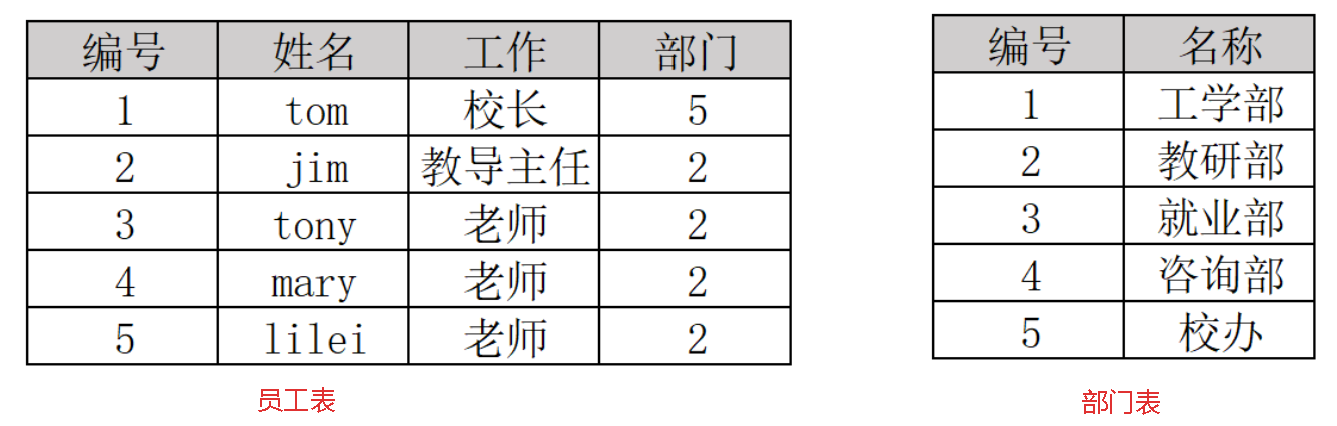 编号 姓名 工作 部门
1 tom 校长 5
2 jim 教导主任 2
3 tony 老师 2
4 mary 老师 2
5 lilei 老师 2
员工表
编号 名称
1 工学部
2 教研部
3 就业部
4 咨询部
5 校办
部门表